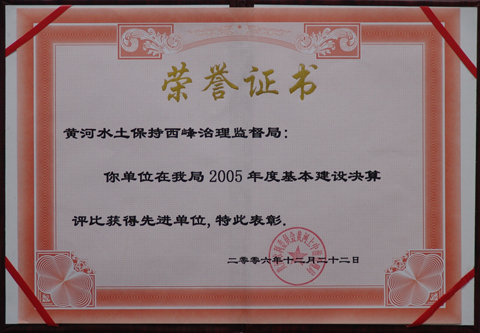 荣誉证书
黄河水土保持西峰治理监督局：
你单位在我局2005年度基本建设决算
评比获得先进单位,特此表彰.
二〇〇六年十二月二十二日